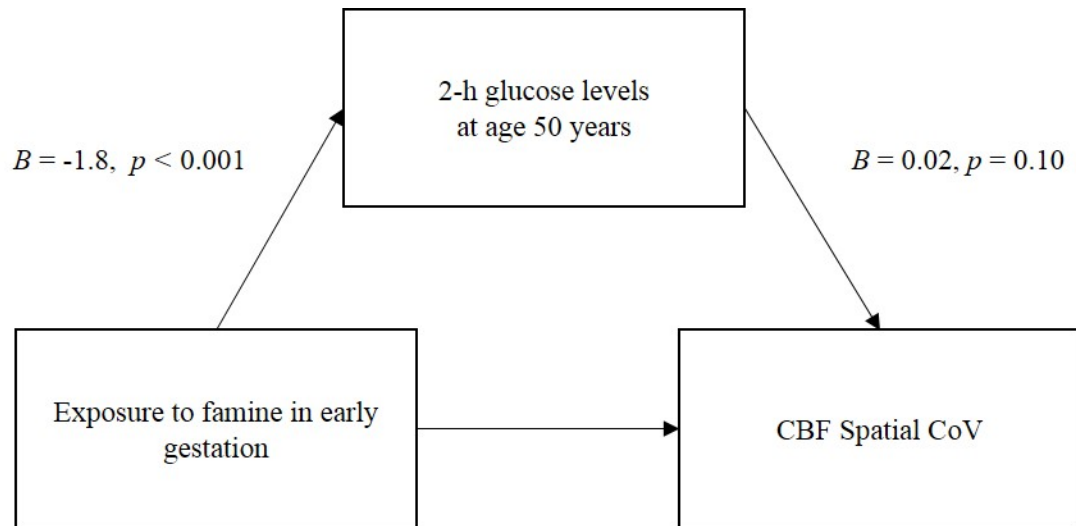 2-h glucose levels
at age 50 years
B = -1.8, p < 0.001
B = 0.02, p = 0.10
Exposure to famine in early
gestation
CBF Spatial CoV